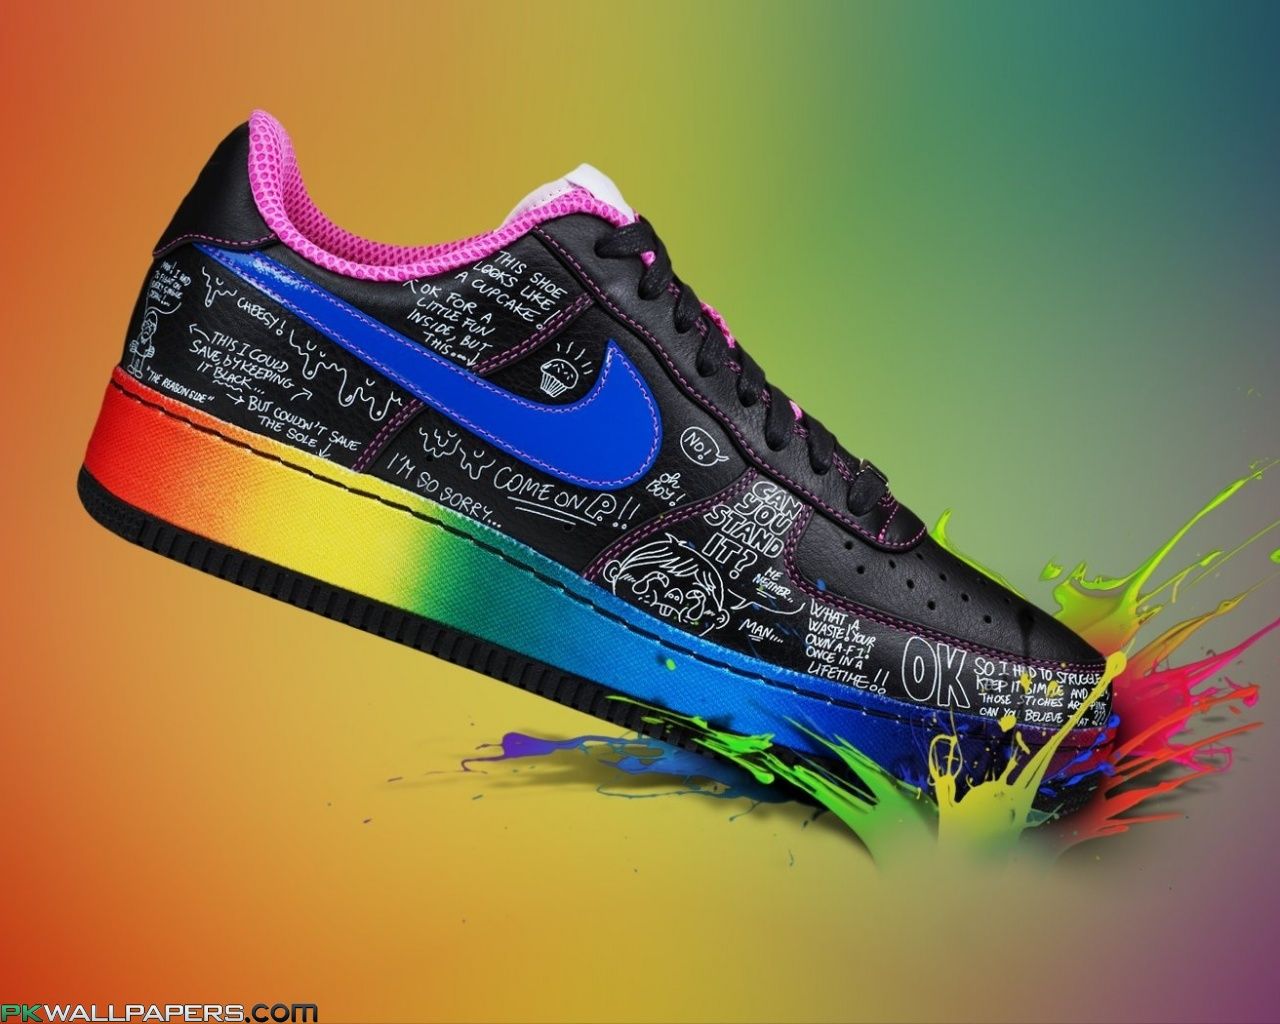 THIS SHOE
LOOKS LIKE
A CUPCAKE!
OK FOR A
LITTLE FUN
INSIDE, BUT
THIS....
CHEESY!
THIS I COULD
SAVE, BY KEEPING
IT BLACK...
"THE REASON SIDE"
BUT COULDN'T SAVE
THE SOLE
I'M SO SORRY...
COME ON P.!!
NO!
OH
BOY!
CAN
YOU
STAND
IT?
ME
NEITHER..
MAN....
WHAT A
WASTE! YOUR
OWN A.F.1!
ONCE IN A
LIFETIME!!
OK
SO I HAD TO STRUGGLE
KEEP IT SIMPLE AND
THOSE STICHES ARE PINK
CAN YOU BELIEVE THAT ???
PKWALLPAPERS.COM